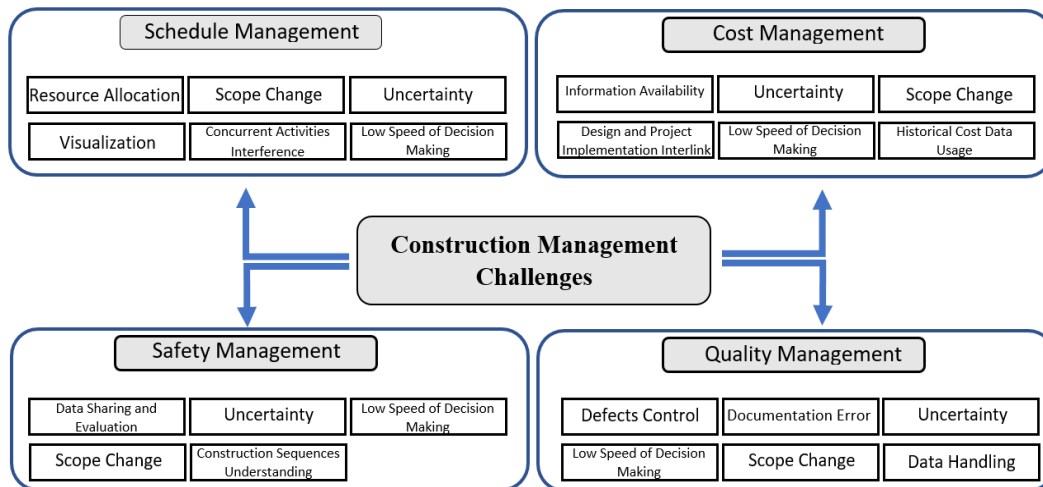 Schedule Management
Resource Allocation
Scope Change
Uncertainty
Visualization
Concurrent Activities
Interference
Low Speed of Decision
Making
Cost Management
Information Availability
Uncertainty
Scope Change
Design and Project
Implementation Interlink
Low Speed of Decision
Making
Historical Cost Data
Usage
Construction Management
Challenges
Safety Management
Data Sharing and
Evaluation
Uncertainty
Low Speed of Decision
Making
Scope Change
Construction Sequences
Understanding
Quality Management
Defects Control
Documentation Error
Uncertainty
Low Speed of Decision
Making
Scope Change
Data Handling